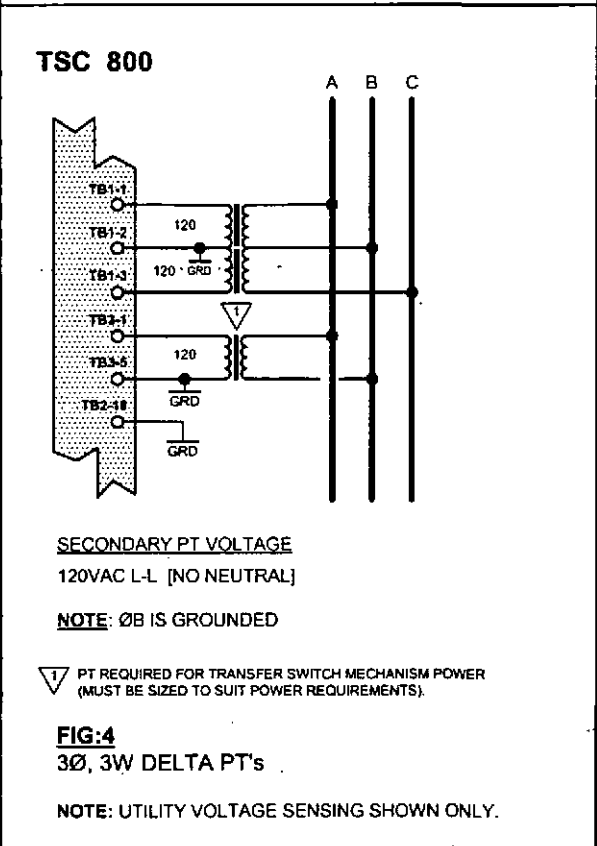 TSC 800
A B C
TB1-1
120
TB1-2
120 GRD
TB1-3
1
TB2-1
120
TB3-5
GRD
TB2-18
GRD
SECONDARY PT VOLTAGE
120VAC L-L [NO NEUTRAL]
NOTE: ØB IS GROUNDED
1 PT REQUIRED FOR TRANSFER SWITCH MECHANISM POWER
(MUST BE SIZED TO SUIT POWER REQUIREMENTS).
FIG:4
3Ø, 3W DELTA PT's
NOTE: UTILITY VOLTAGE SENSING SHOWN ONLY.